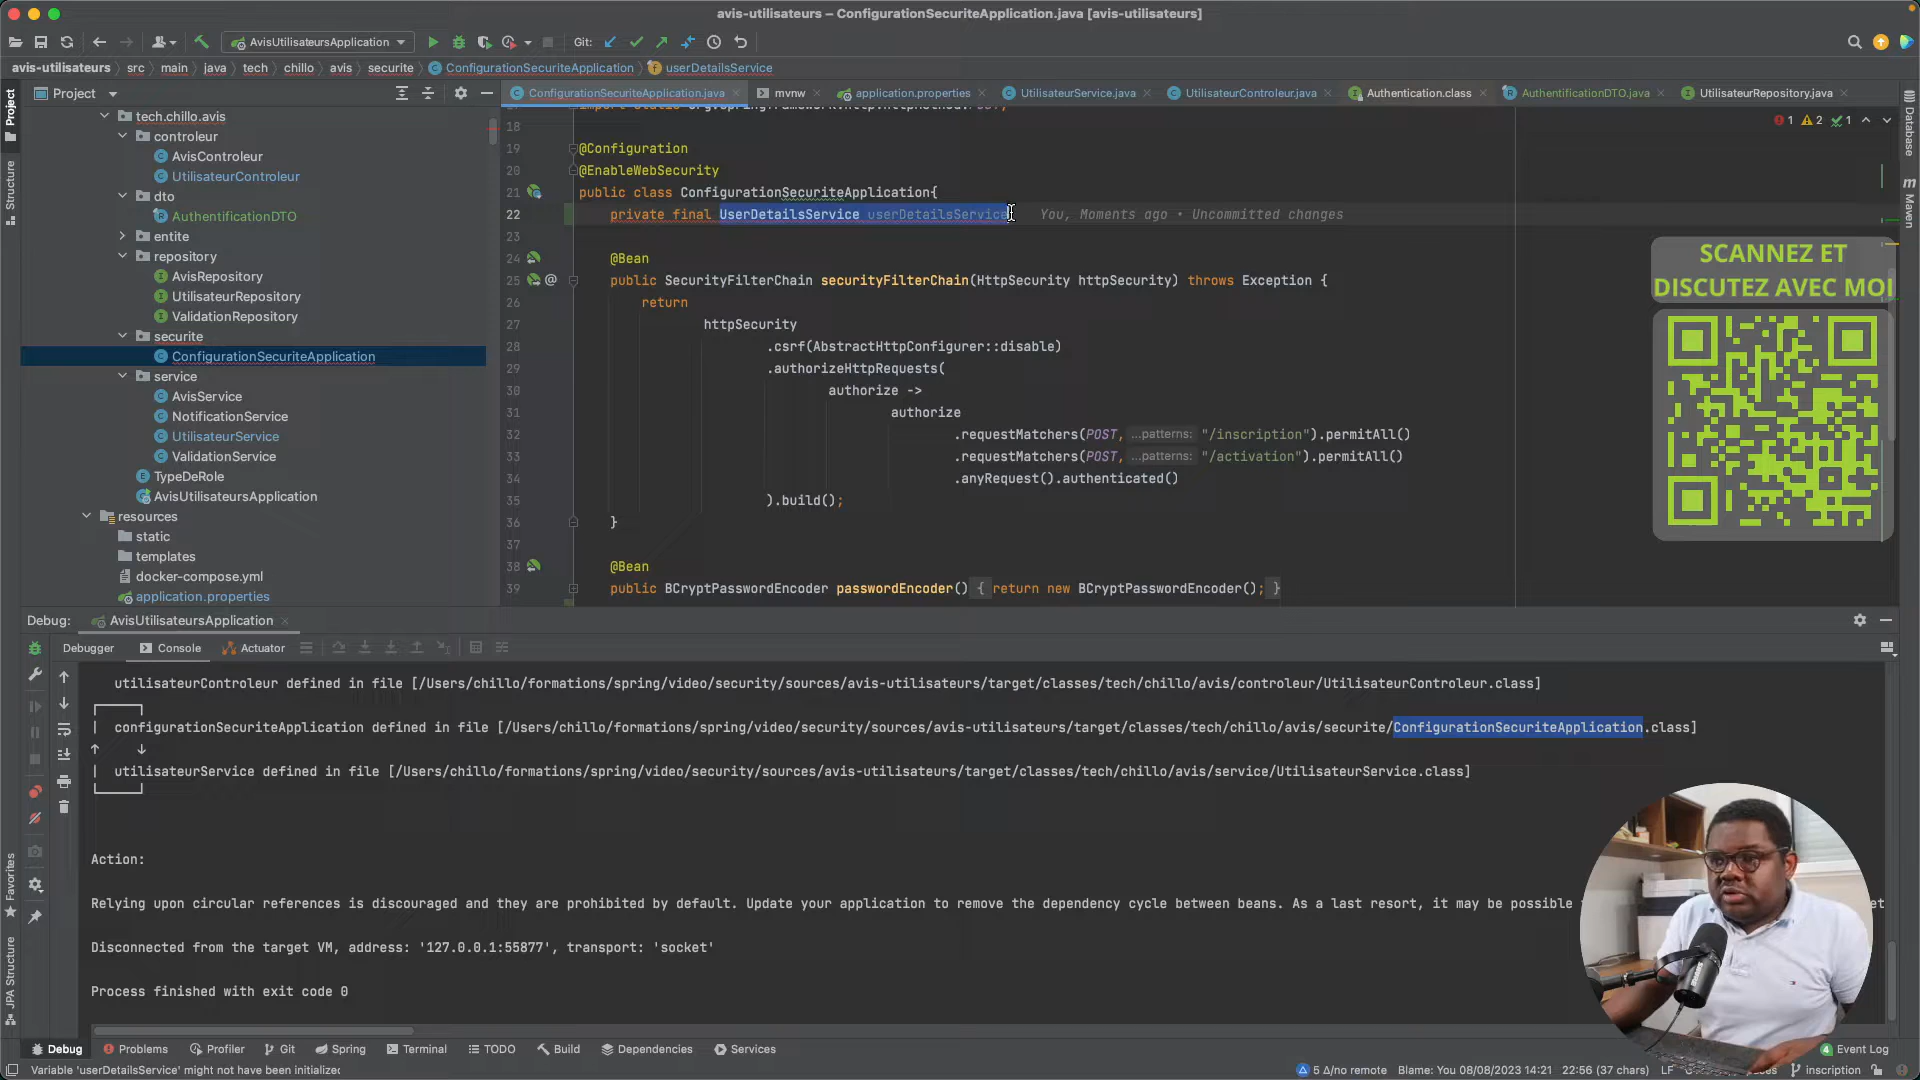 avis-utilisateurs – ConfigurationSecuriteApplication.java [avis-utilisateurs]
AvisUtilisateursApplication
Git:
avis-utilisateurs
src
main
java
tech
chillo
avis
securite
ConfigurationSecuriteApplication
userDetailsService
Project
ConfigurationSecuriteApplication.java
mvnw
application.properties
UtilisateurService.java
UtilisateurControleur.java
Authentication.class
AuthentificationDTO.java
UtilisateurRepository.java
Project
Structure
Favorites
JPA Structure
Database
Maven
tech.chillo.avis
controleur
AvisControleur
UtilisateurControleur
dto
AuthentificationDTO
entite
repository
AvisRepository
UtilisateurRepository
ValidationRepository
securite
ConfigurationSecuriteApplication
service
AvisService
NotificationService
UtilisateurService
ValidationService
TypeDeRole
AvisUtilisateursApplication
resources
static
templates
docker-compose.yml
application.properties
1 2 1
18
19 @Configuration
20 @EnableWebSecurity
21 public class ConfigurationSecuriteApplication{
22 private final UserDetailsService userDetailsService You, Moments ago • Uncommitted changes
23
24 @Bean
25 @ public SecurityFilterChain securityFilterChain(HttpSecurity httpSecurity) throws Exception {
26 return
27 httpSecurity
28 .csrf(AbstractHttpConfigurer::disable)
29 .authorizeHttpRequests(
30 authorize ->
31 authorize
32 .requestMatchers(POST, ...patterns: "/inscription").permitAll()
33 .requestMatchers(POST, ...patterns: "/activation").permitAll()
34 .anyRequest().authenticated()
35 ).build();
36 }
37
38 @Bean
39 public BCryptPasswordEncoder passwordEncoder() { return new BCryptPasswordEncoder(); }
SCANNEZ ET
DISCUTEZ AVEC MOI
Debug:
AvisUtilisateursApplication
Debugger
Console
Actuator
utilisateurControleur defined in file [/Users/chillo/formations/spring/video/security/sources/avis-utilisateurs/target/classes/tech/chillo/avis/controleur/UtilisateurControleur.class]
| configurationSecuriteApplication defined in file [/Users/chillo/formations/spring/video/security/sources/avis-utilisateurs/target/classes/tech/chillo/avis/securite/ConfigurationSecuriteApplication.class]
↑ ↓
| utilisateurService defined in file [/Users/chillo/formations/spring/video/security/sources/avis-utilisateurs/target/classes/tech/chillo/avis/service/UtilisateurService.class]
Action:
Relying upon circular references is discouraged and they are prohibited by default. Update your application to remove the dependency cycle between beans. As a last resort, it may be possible
Disconnected from the target VM, address: '127.0.0.1:55877', transport: 'socket'
Process finished with exit code 0
Debug
Problems
Profiler
Git
Spring
Terminal
TODO
Build
Dependencies
Services
4 Event Log
Variable 'userDetailsService' might not have been initialized
5 Δ/no remote
Blame: You 08/08/2023 14:21
22:56 (37 chars)
LF
inscription